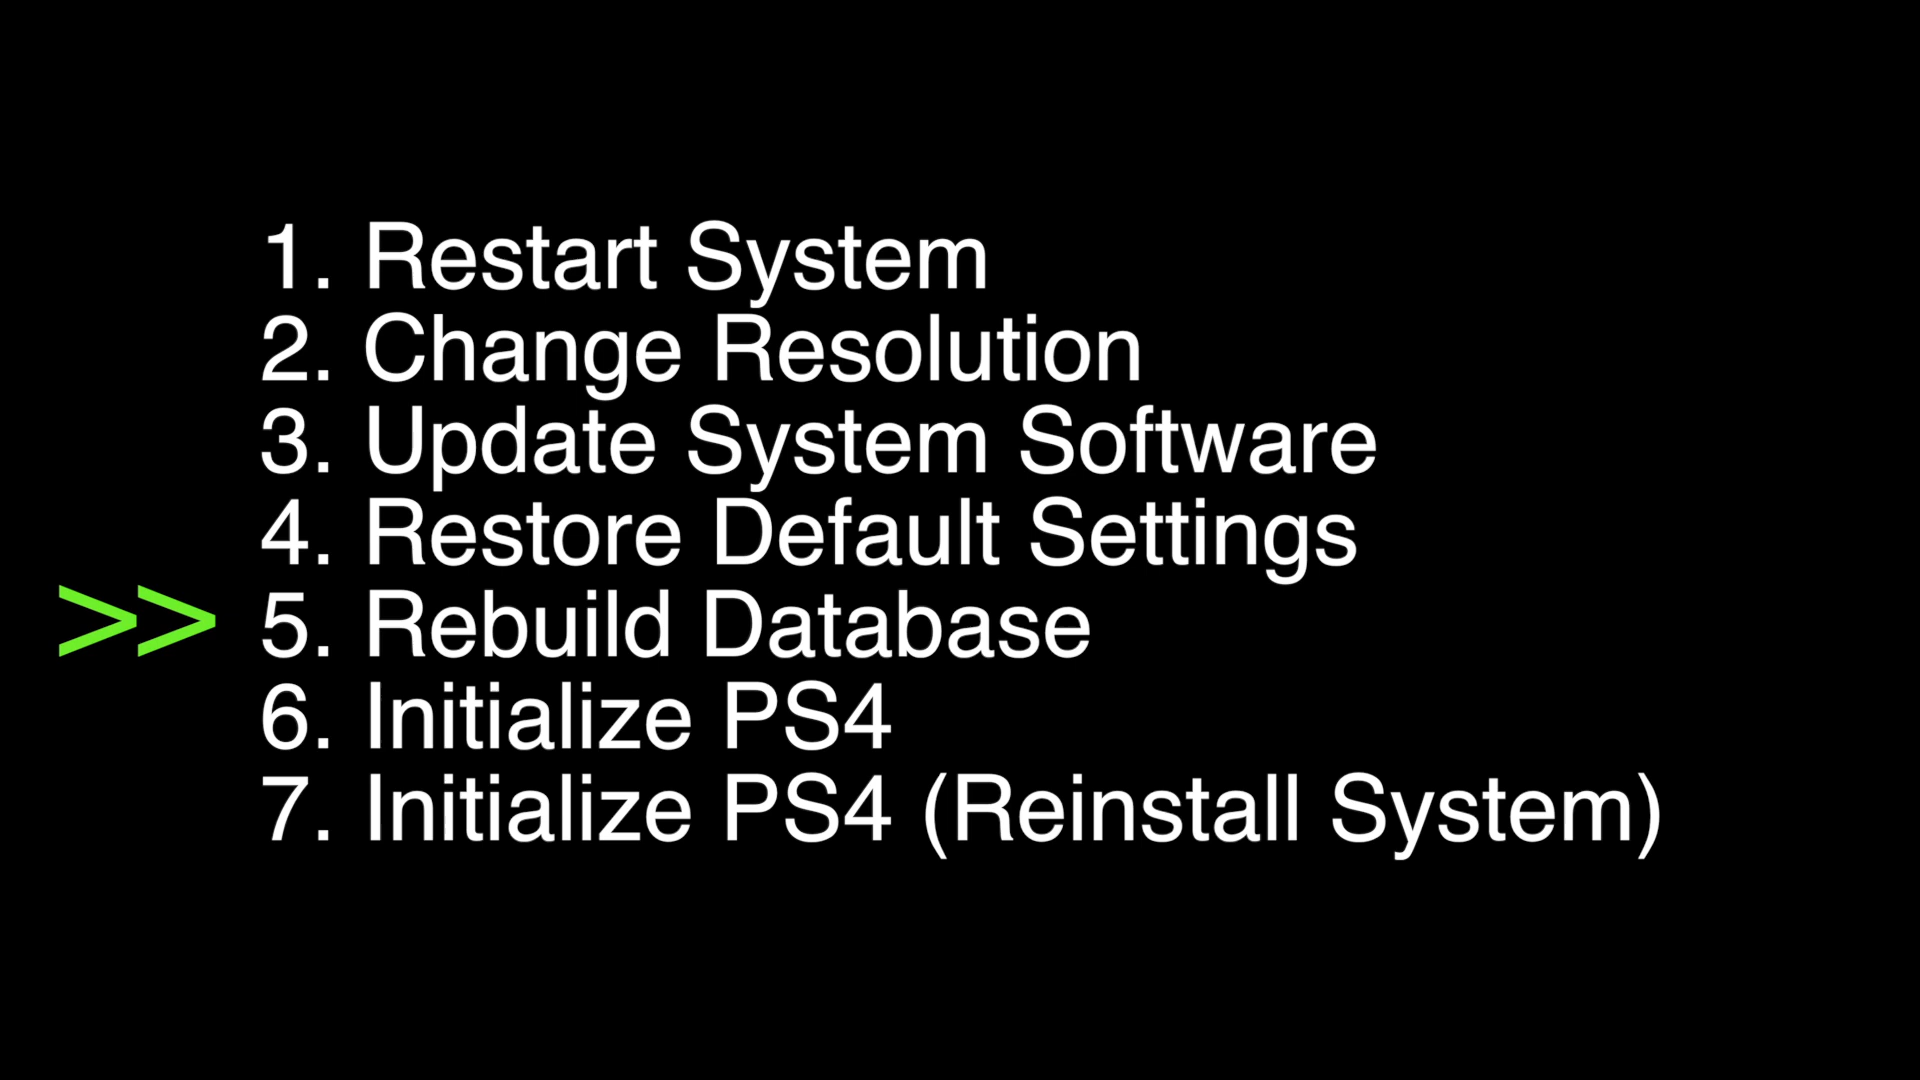 1. Restart System
2. Change Resolution
3. Update System Software
4. Restore Default Settings
>> 5. Rebuild Database
6. Initialize PS4
7. Initialize PS4 (Reinstall System)